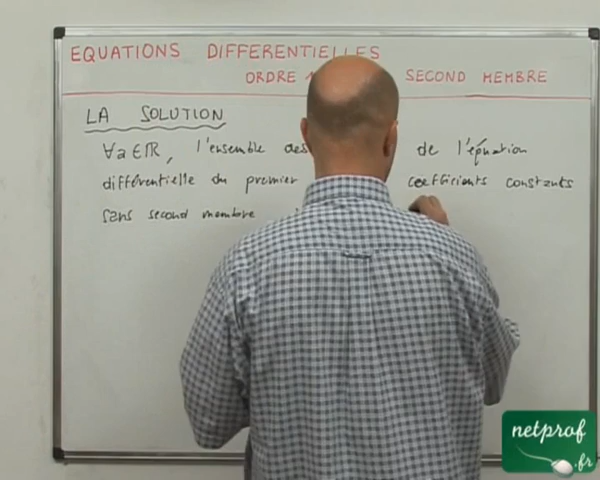 EQUATIONS DIFFERENTIELLES
ORDRE SECOND MEMBRE
LA SOLUTION
∀a∈ℝ, l'ensemble des de l'équation
différentielle du premier coefficients constants
sans second membre
netprof
.fr